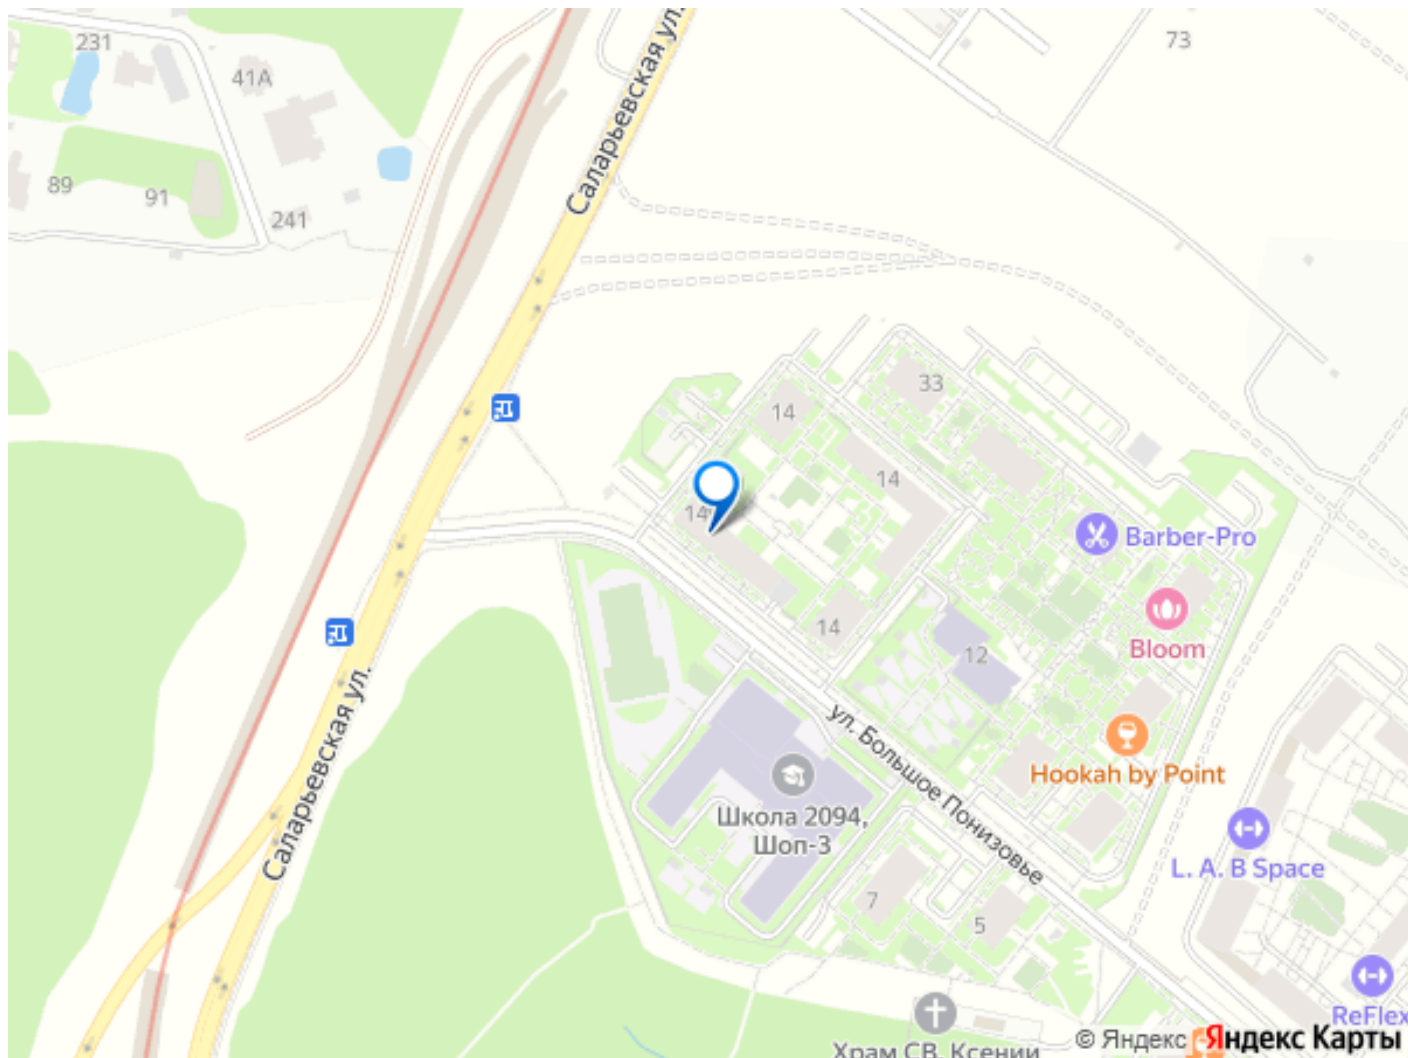 231
41А
89
91
241
Саларьевская ул.
73
33
14
14
14
14
Barber-Pro
Bloom
12
ул. Большое Понизовье
Hookah by Point
Школа 2094,
Шоп-3
L. A. B Space
7
5
Саларьевская ул.
ReFlex
Храм СВ. Ксении
© Яндекс Яндекс Карты